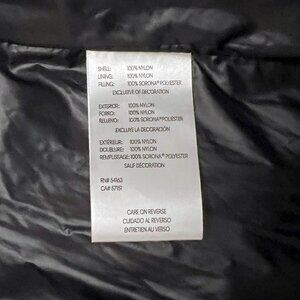 SHELL: 100% NYLON
LINING: 100% NYLON
FILLING: 100% SORONA® POLYESTER
EXCLUSIVE OF DECORATION
EXTERIOR: 100% NYLON
FORRO: 100% NYLON
RELLENO: 100% SORONA® POLIÉSTER
EXCLUYE LA DECORACIÓN
EXTÉRIEUR: 100% NYLON
DOUBLURE: 100% NYLON
REMPLISSAGE: 100% SORONA® POLYESTER
SAUF DÉCORATION
RN# 54163
CA# 57151
CARE ON REVERSE
CUIDADO AL REVERSO
ENTRETIEN AU VERSO